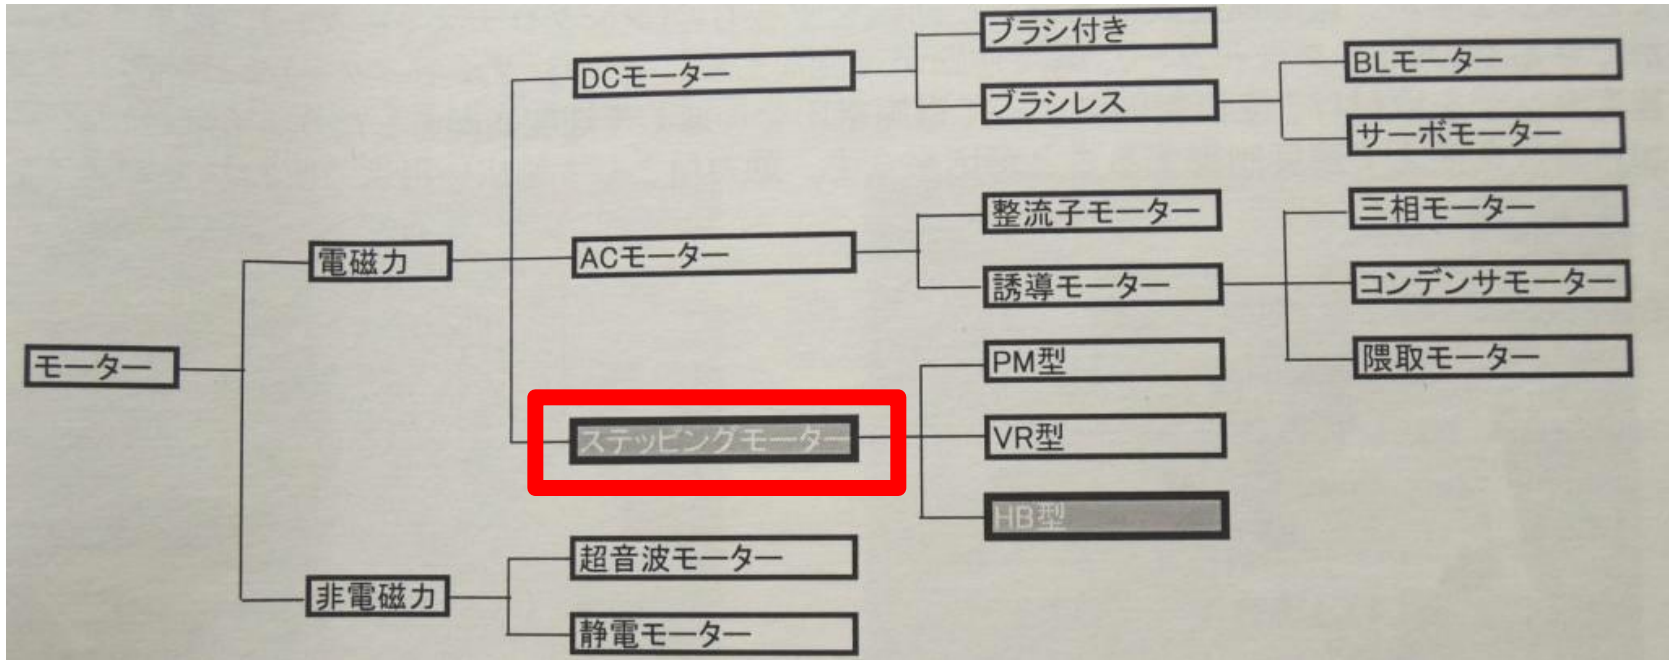 ブラシ付き
DCモーター
BLモーター
ブラシレス
サーボモーター
整流子モーター
三相モーター
電磁力
ACモーター
誘導モーター
コンデンサモーター
モーター
PM型
隈取モーター
ステッピングモーター
VR型
HB型
超音波モーター
非電磁力
静電モーター